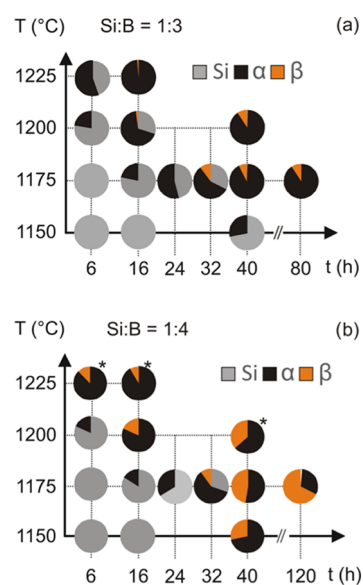 T (°C) Si:B = 1:3 (a)
Si α β
1225
1200
1175
1150
6 16 24 32 40 // 80 t (h)
T (°C) Si:B = 1:4 (b)
Si α β
1225 * *
1200 *
1175
1150
6 16 24 32 40 // 120 t (h)